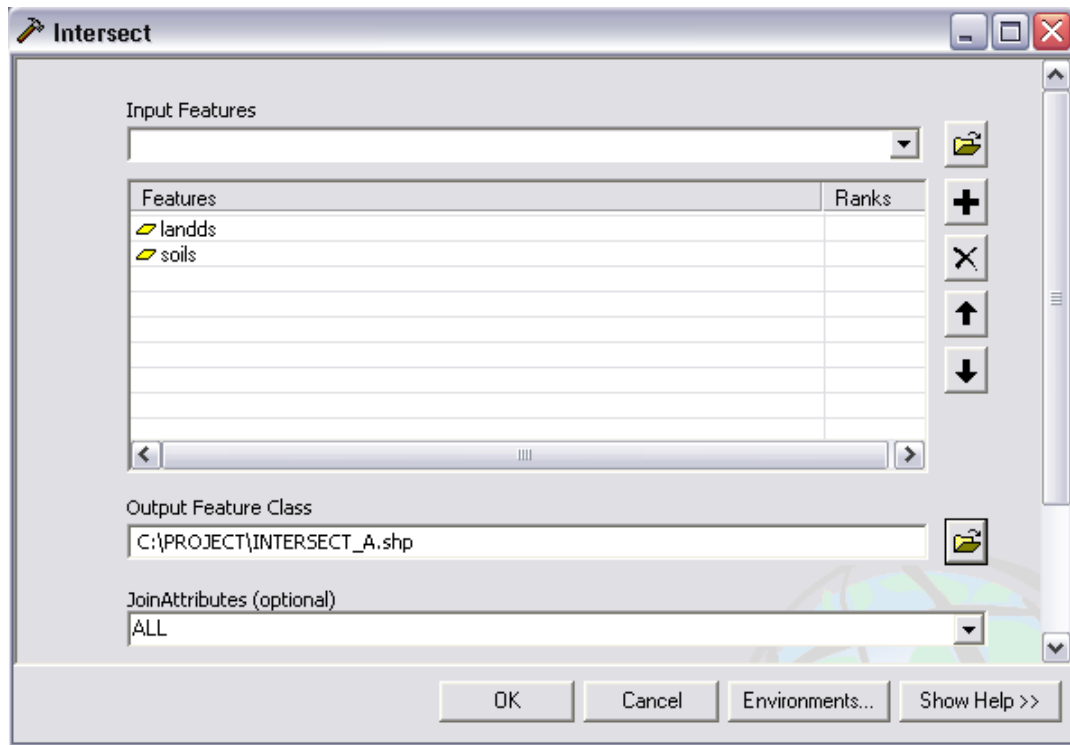 Intersect
Input Features
Features Ranks
landds
soils
Output Feature Class
C:\PROJECT\INTERSECT_A.shp
JoinAttributes (optional)
ALL
OK Cancel Environments... Show Help >>